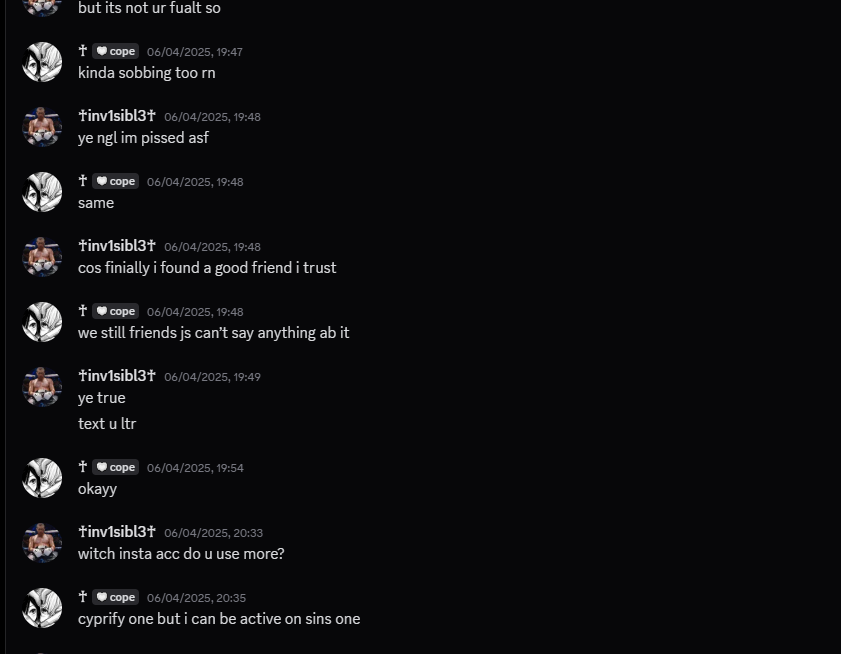 but its not ur fualt so
† cope 06/04/2025, 19:47
kinda sobbing too rn
†inv1sibl3† 06/04/2025, 19:48
ye ngl im pissed asf
† cope 06/04/2025, 19:48
same
†inv1sibl3† 06/04/2025, 19:48
cos finially i found a good friend i trust
† cope 06/04/2025, 19:48
we still friends js can’t say anything ab it
†inv1sibl3† 06/04/2025, 19:49
ye true
text u ltr
† cope 06/04/2025, 19:54
okayy
†inv1sibl3† 06/04/2025, 20:33
witch insta acc do u use more?
† cope 06/04/2025, 20:35
cyprify one but i can be active on sins one